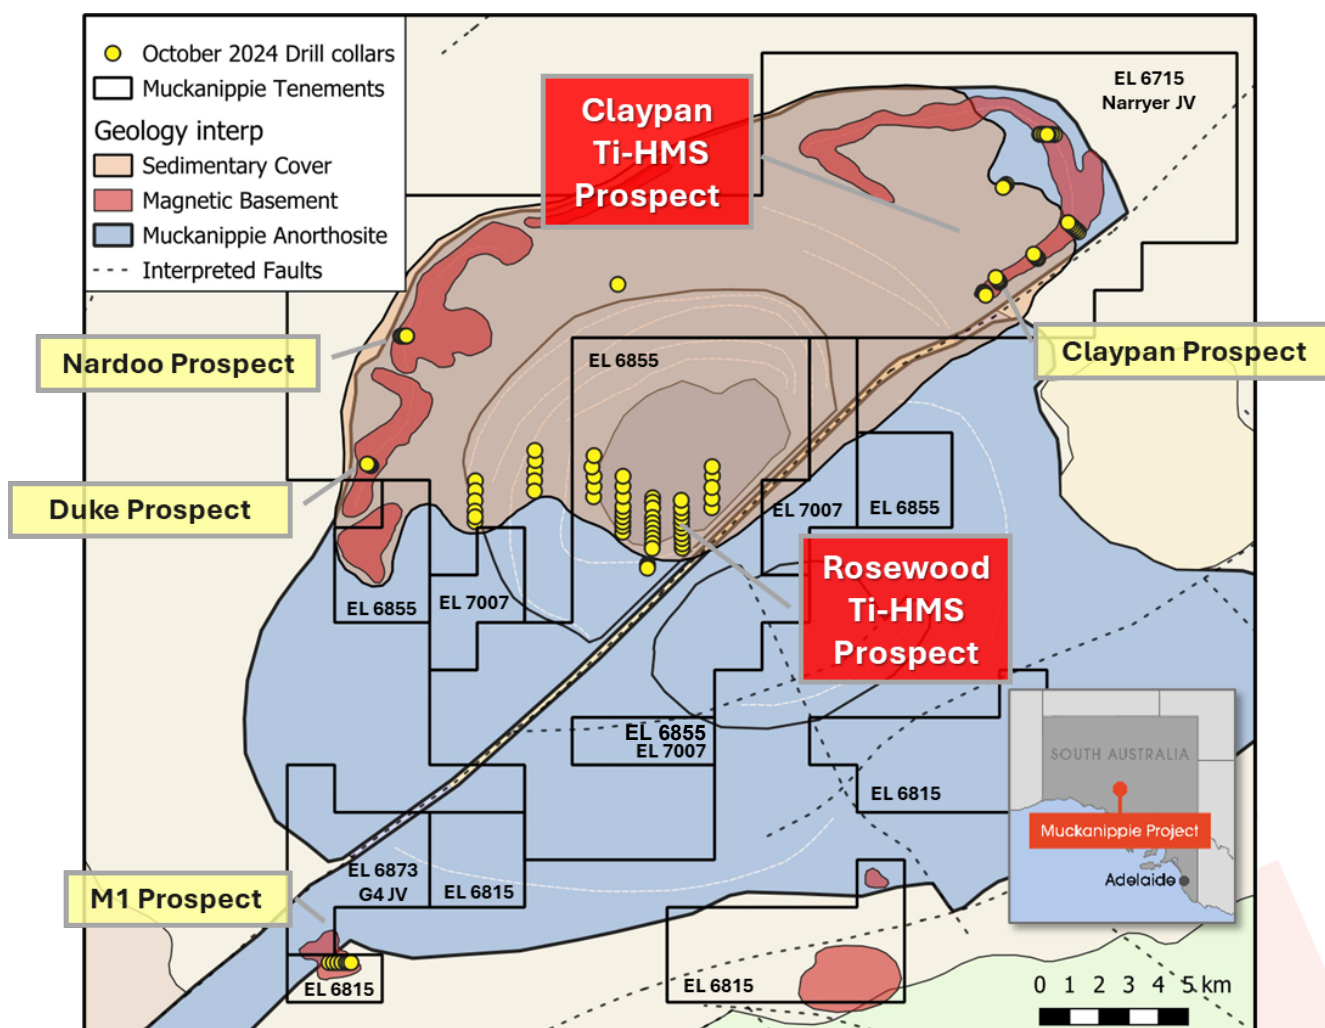 October 2024 Drill collars
Muckanippie Tenements
Geology interp
Sedimentary Cover
Magnetic Basement
Muckanippie Anorthosite
Interpreted Faults
Claypan
Ti-HMS
Prospect
EL 6715
Narryer JV
Nardoo Prospect
EL 6855
Claypan Prospect
Duke Prospect
EL 7007
EL 6855
EL 6855
EL 7007
Rosewood
Ti-HMS
Prospect
EL 6855
EL 7007
EL 6815
SOUTH AUSTRALIA
Muckanippie Project
Adelaide
M1 Prospect
EL 6873
G4 JV
EL 6815
EL 6815
EL 6815
0 1 2 3 4 5 km